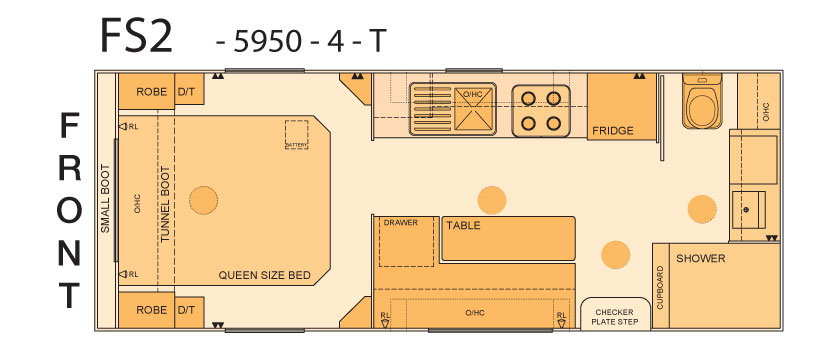 FS2 - 5950 - 4 - T
FRONT
SMALL BOOT
ROBE
D/T
RL
O/HC
TUNNEL BOOT
BATTERY
QUEEN SIZE BED
RL
ROBE
D/T
O/HC
FRIDGE
O/HC
DRAWER
TABLE
O/HC
RL
RL
CHECKER
PLATE STEP
CUPBOARD
SHOWER